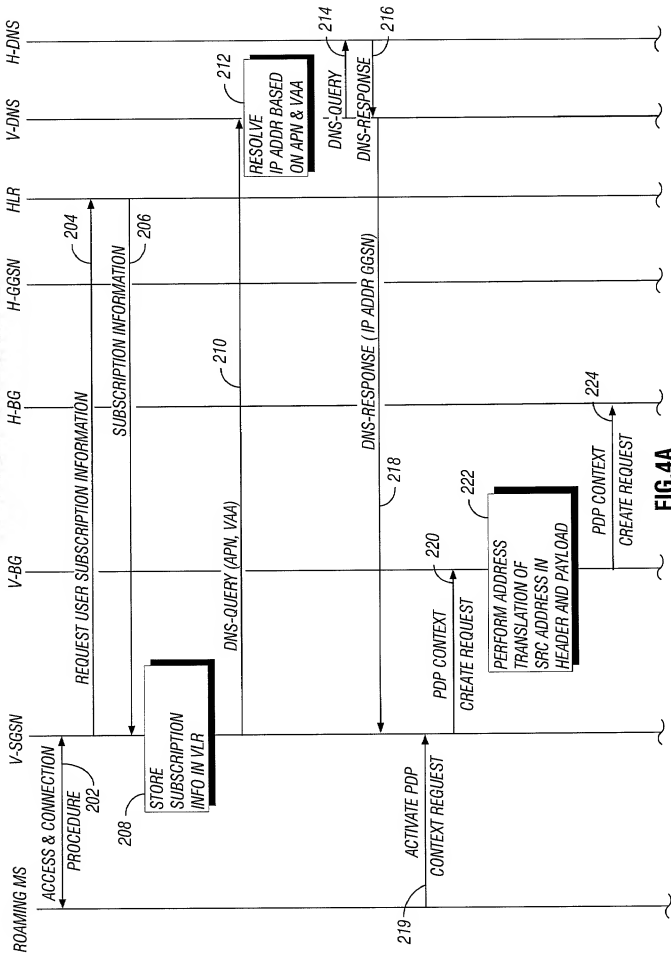 ROAMING MS
V-SGSN
V-BG
H-BG
H-GGSN
HLR
V-DNS
H-DNS
ACCESS & CONNECTION
PROCEDURE
202
REQUEST USER SUBSCRIPTION INFORMATION
204
SUBSCRIPTION INFORMATION
206
208
STORE
SUBSCRIPTION
INFO IN VLR
DNS-QUERY (APN, VAA)
210
212
RESOLVE
IP ADDR BASED
ON APN & VAA
214
DNS-QUERY
216
DNS-RESPONSE
DNS-RESPONSE ( IP ADDR GGSN)
218
ACTIVATE PDP
CONTEXT REGUEST
219
PDP CONTEXT
220
CREATE REQUEST
222
PERFORM ADDRESS
TRANSLATION OF
SRC ADDRESS IN
HEADER AND PAYLOAD
PDP CONTEXT
224
CREATE REQUEST
FIG. 4A